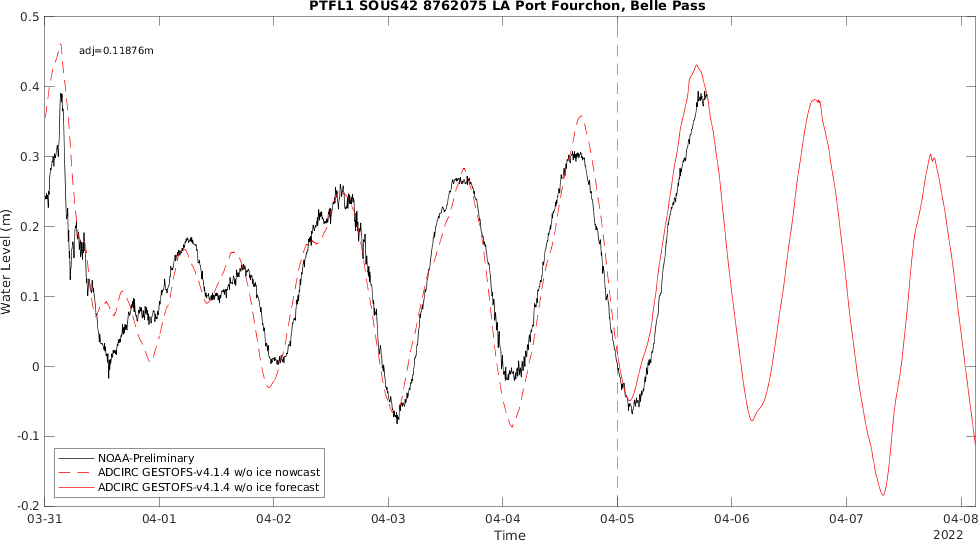 PTFL1 SOUS42 8762075 LA Port Fourchon, Belle Pass
adj=0.11876m
0.5
0.4
0.3
0.2
0.1
0
-0.1
-0.2
Water Level (m)
NOAA-Preliminary
ADCIRC GESTOFS-v4.1.4 w/o ice nowcast
ADCIRC GESTOFS-v4.1.4 w/o ice forecast
03-31 04-01 04-02 04-03 04-04 04-05 04-06 04-07 04-08
Time
2022